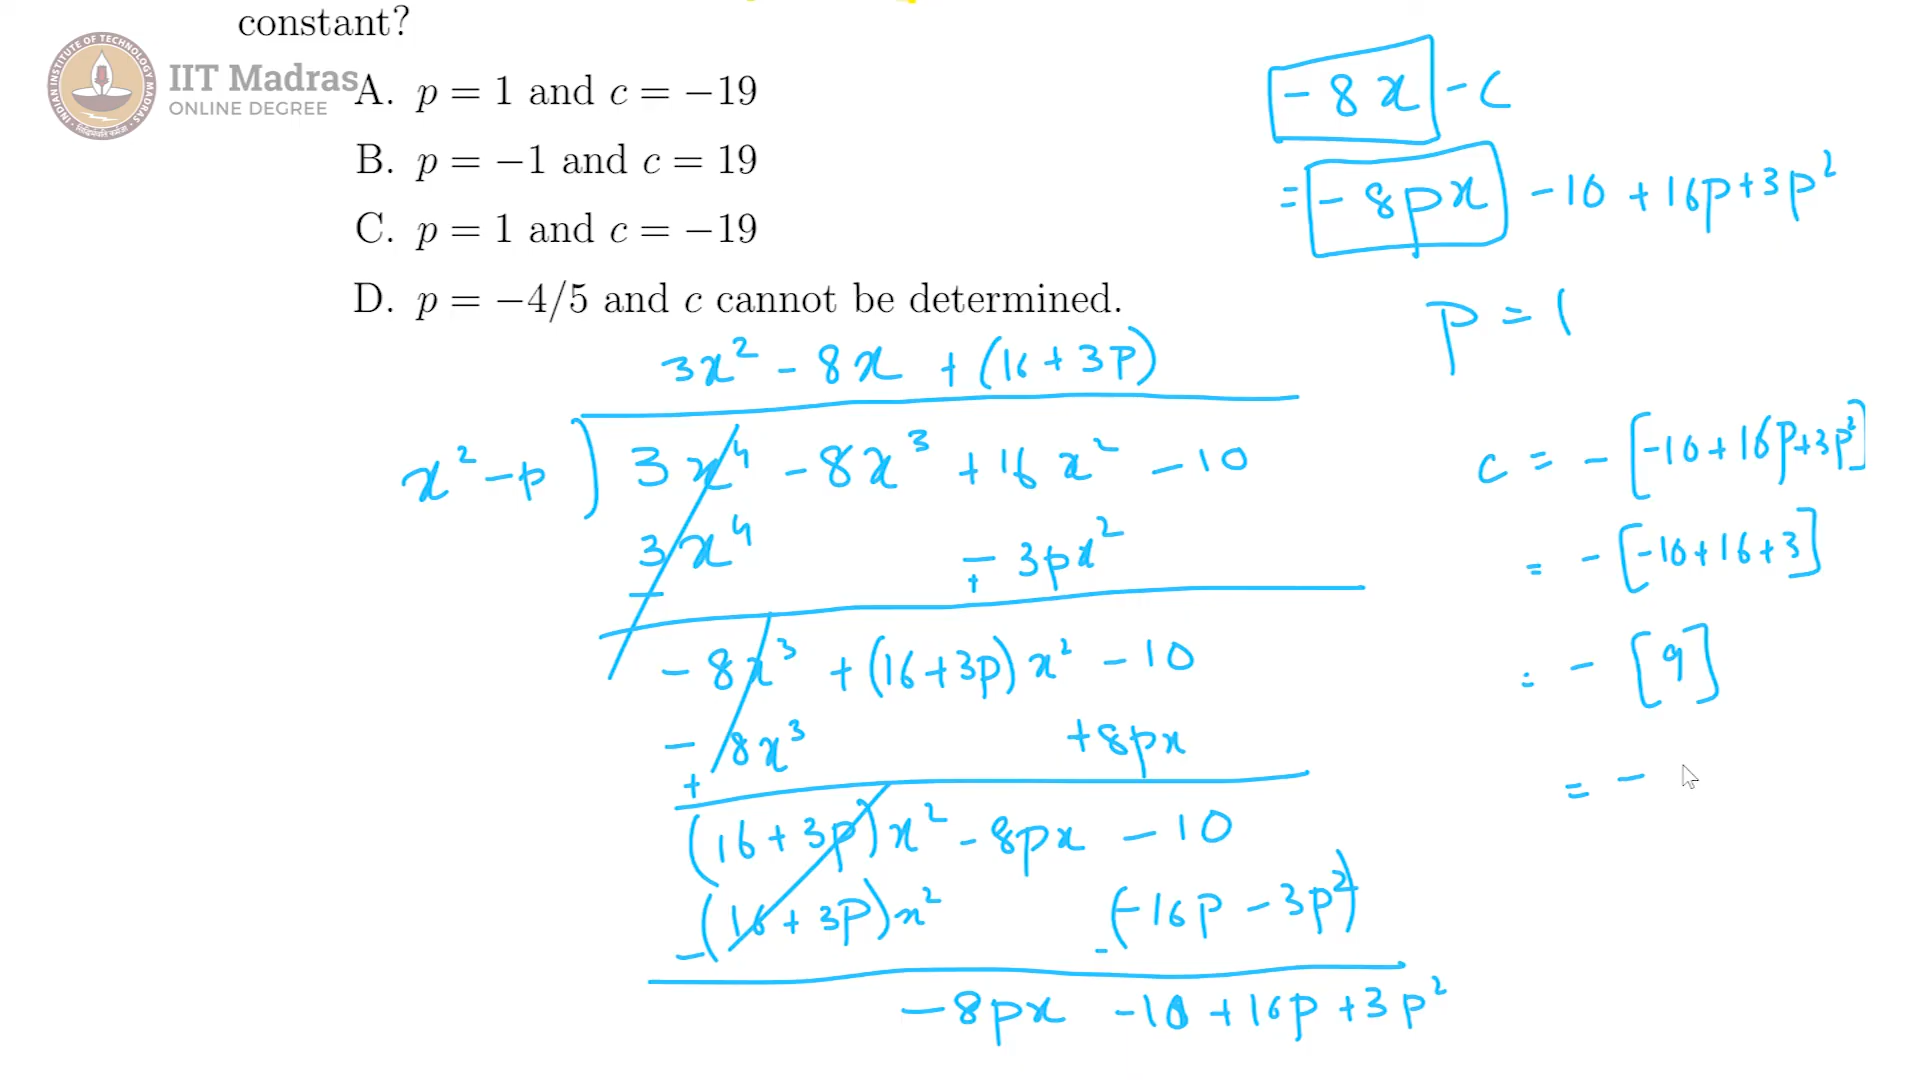 constant?
IIT Madras
ONLINE DEGREE
A. p = 1 and c = −19
B. p = −1 and c = 19
C. p = 1 and c = −19
D. p = −4/5 and c cannot be determined.
-8x -c
= -8px -10 +16p+3p²
p = 1
3x² - 8x + (16+3p)
x²-p ) 3x⁴ -8x³ +16x² -10
3x⁴ -3px²
- +
-8x³ +(16+3p)x² -10
-8x³ +8px
+
(16+3p)x² -8px -10
(16+3p)x² (-16p -3p²)
- -
-8px -10 +16p +3p²
c = -[-10+16p+3p²]
= -[-10+16+3]
= -[9]
= -